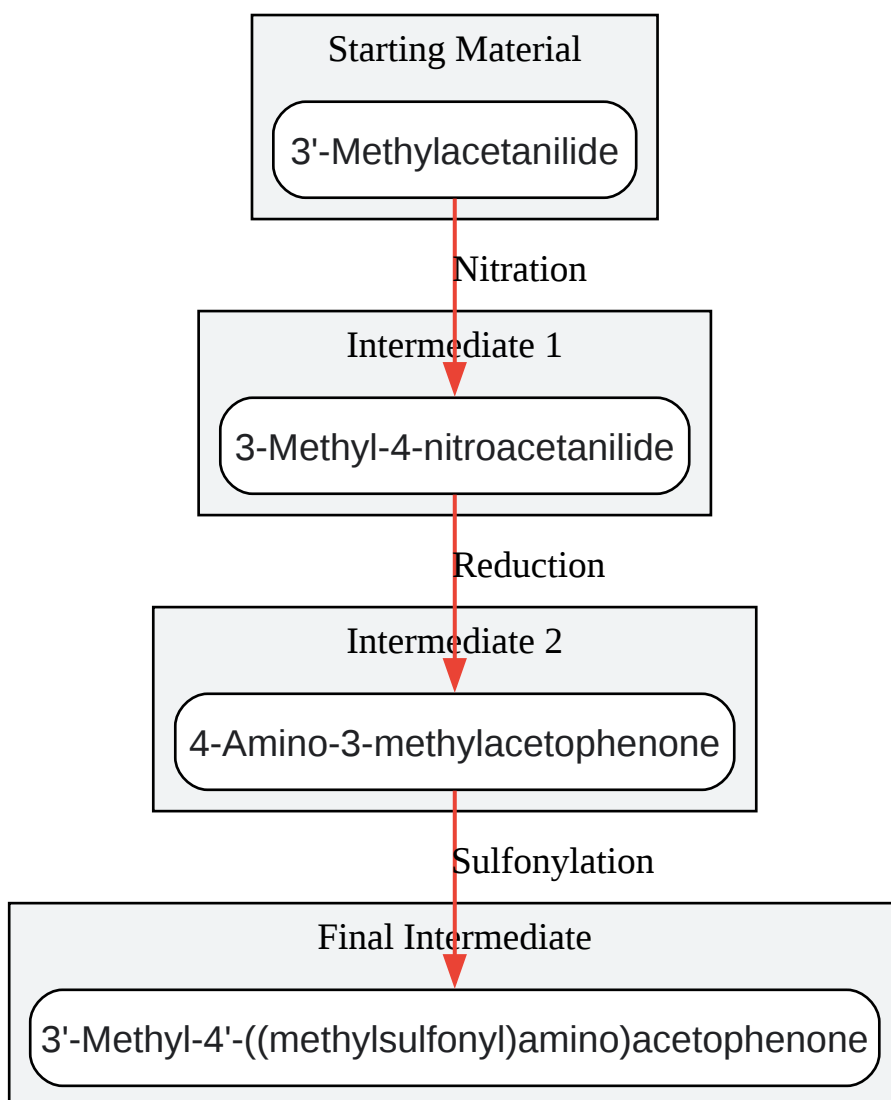 Starting Material
3'-Methylacetanilide
Nitration
Intermediate 1
3-Methyl-4-nitroacetanilide
Reduction
Intermediate 2
4-Amino-3-methylacetophenone
Sulfonylation
Final Intermediate
3'-Methyl-4'-((methylsulfonyl)amino)acetophenone